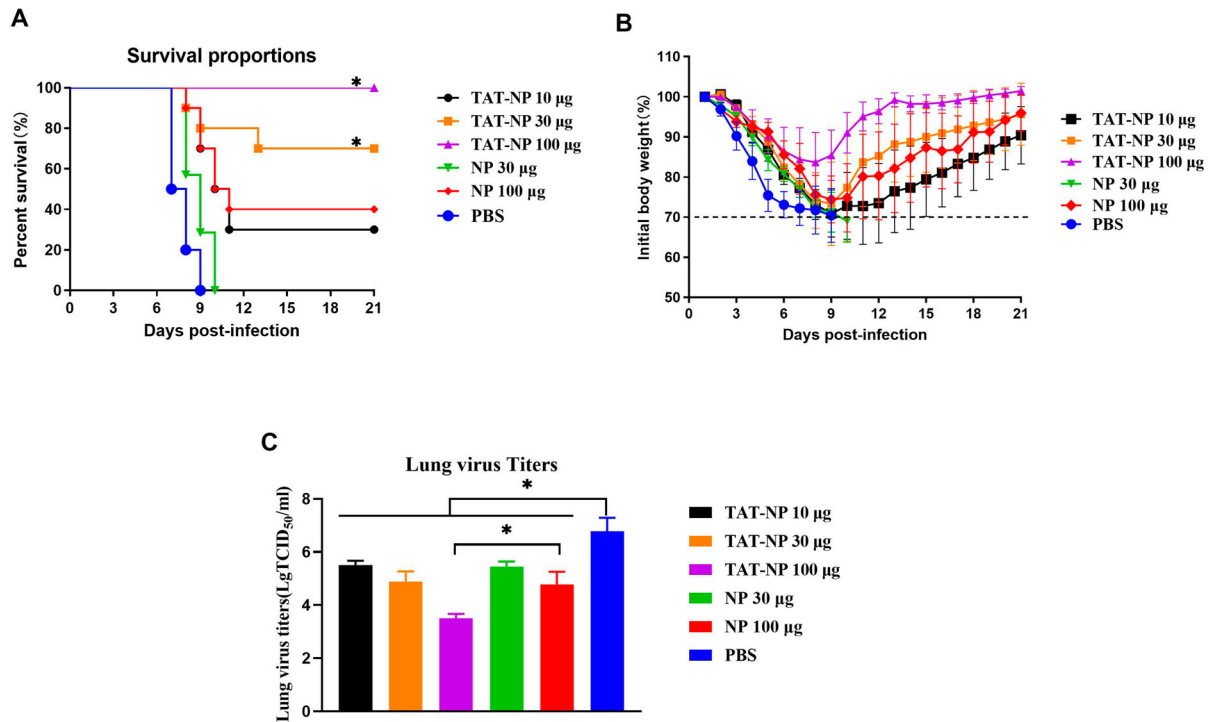 A
Survival proportions
Percent survival (%)
100
80
60
40
20
0
0 3 6 9 12 15 18 21
Days post-infection
*
*
TAT-NP 10 μg
TAT-NP 30 μg
TAT-NP 100 μg
NP 30 μg
NP 100 μg
PBS
B
Initial body weight (%)
110
100
90
80
70
60
50
0 3 6 9 12 15 18 21
Days post-infection
TAT-NP 10 μg
TAT-NP 30 μg
TAT-NP 100 μg
NP 30 μg
NP 100 μg
PBS
C
Lung virus Titers
Lung virus titers(LgTCID50/ml)
8
6
4
2
0
*
*
TAT-NP 10 μg
TAT-NP 30 μg
TAT-NP 100 μg
NP 30 μg
NP 100 μg
PBS